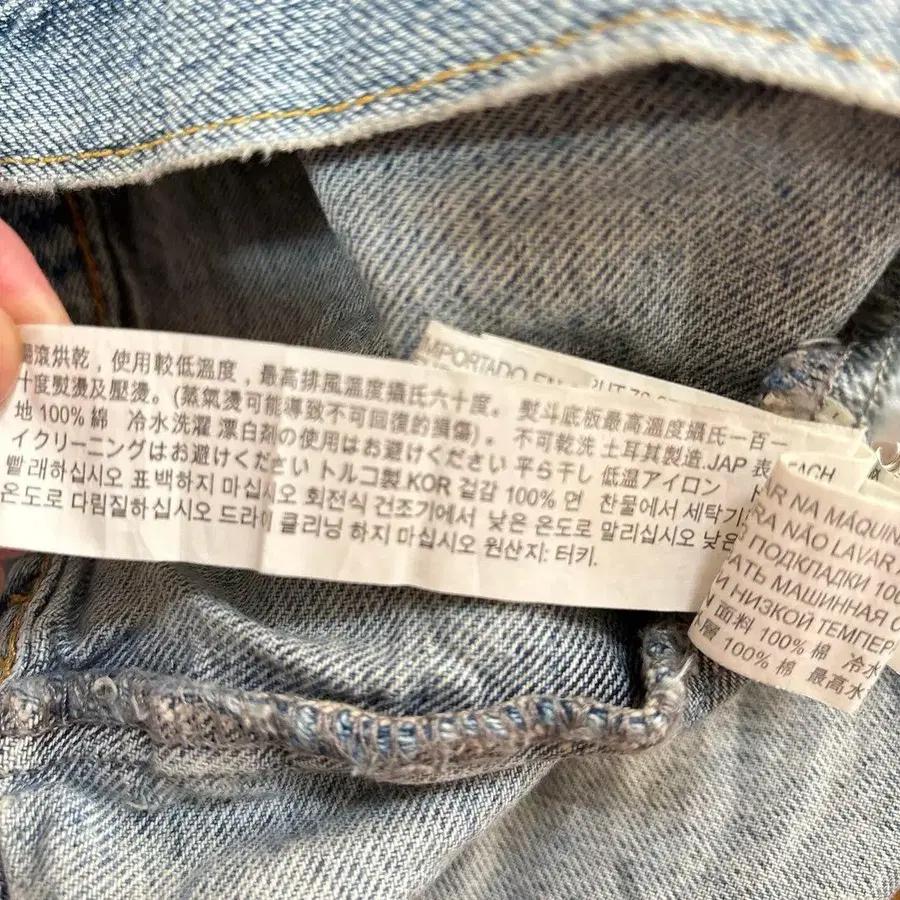 滾烘乾，使用較低溫度，最高排風溫度攝氏六十度。熨斗底板最高溫度攝氏一百一
十度熨燙及壓燙。(蒸氣燙可能導致不可回復的損傷)。不可乾洗 土耳其製造.JAP 表
地 100% 綿 冷水洗濯 漂白剤の使用はお避けください 平ら干し 低温アイロン ド
イクリーニングはお避けください トルコ製.KOR 겉감 100% 면 찬물에서 세탁기
빨래하십시오 표백하지 마십시오 회전식 건조기에서 낮은 온도로 말리십시오 낮은
온도로 다림질하십시오 드라이 클리닝 하지 마십시오 원산지: 터키.
IMPORTADO
EACH
AR NA MÁQUIN
RA NÃO LAVAR
ПОДКЛАДКИ 100
АТЬ МАШИННАЯ
НИЗКОЙ ТЕМПЕР
面料 100% 棉 冷水
層 100% 棉 最高水